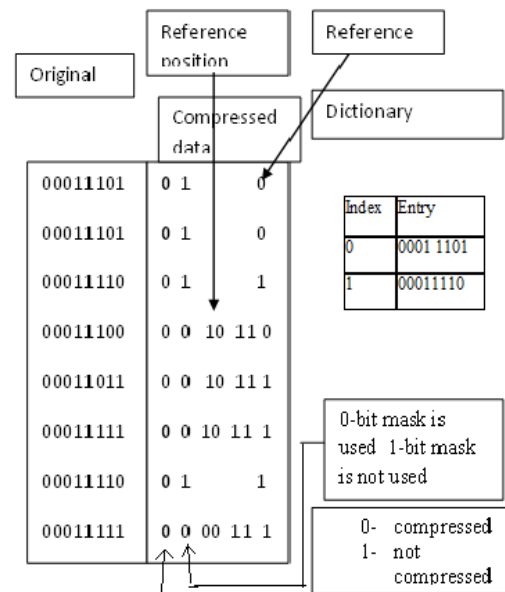 Reference
position
Reference
Original
Compressed
data
Dictionary
00011101 0 1 0
00011101 0 1 0
00011110 0 1 1
00011100 0 0 10 11 0
00011011 0 0 10 11 1
00011111 0 0 10 11 1
00011110 0 1 1
00011111 0 0 00 11 1
Index Entry
0 0001 1101
1 00011110
0-bit mask is
used 1-bit mask
is not used
0- compressed
1- not
compressed